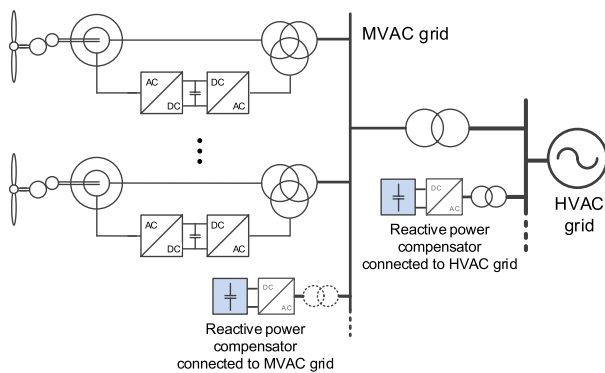 MVAC grid
AC
DC
DC
AC
AC
DC
DC
AC
DC
AC
HVAC
grid
Reactive power
compensator
connected to HVAC grid
DC
AC
Reactive power
compensator
connected to MVAC grid